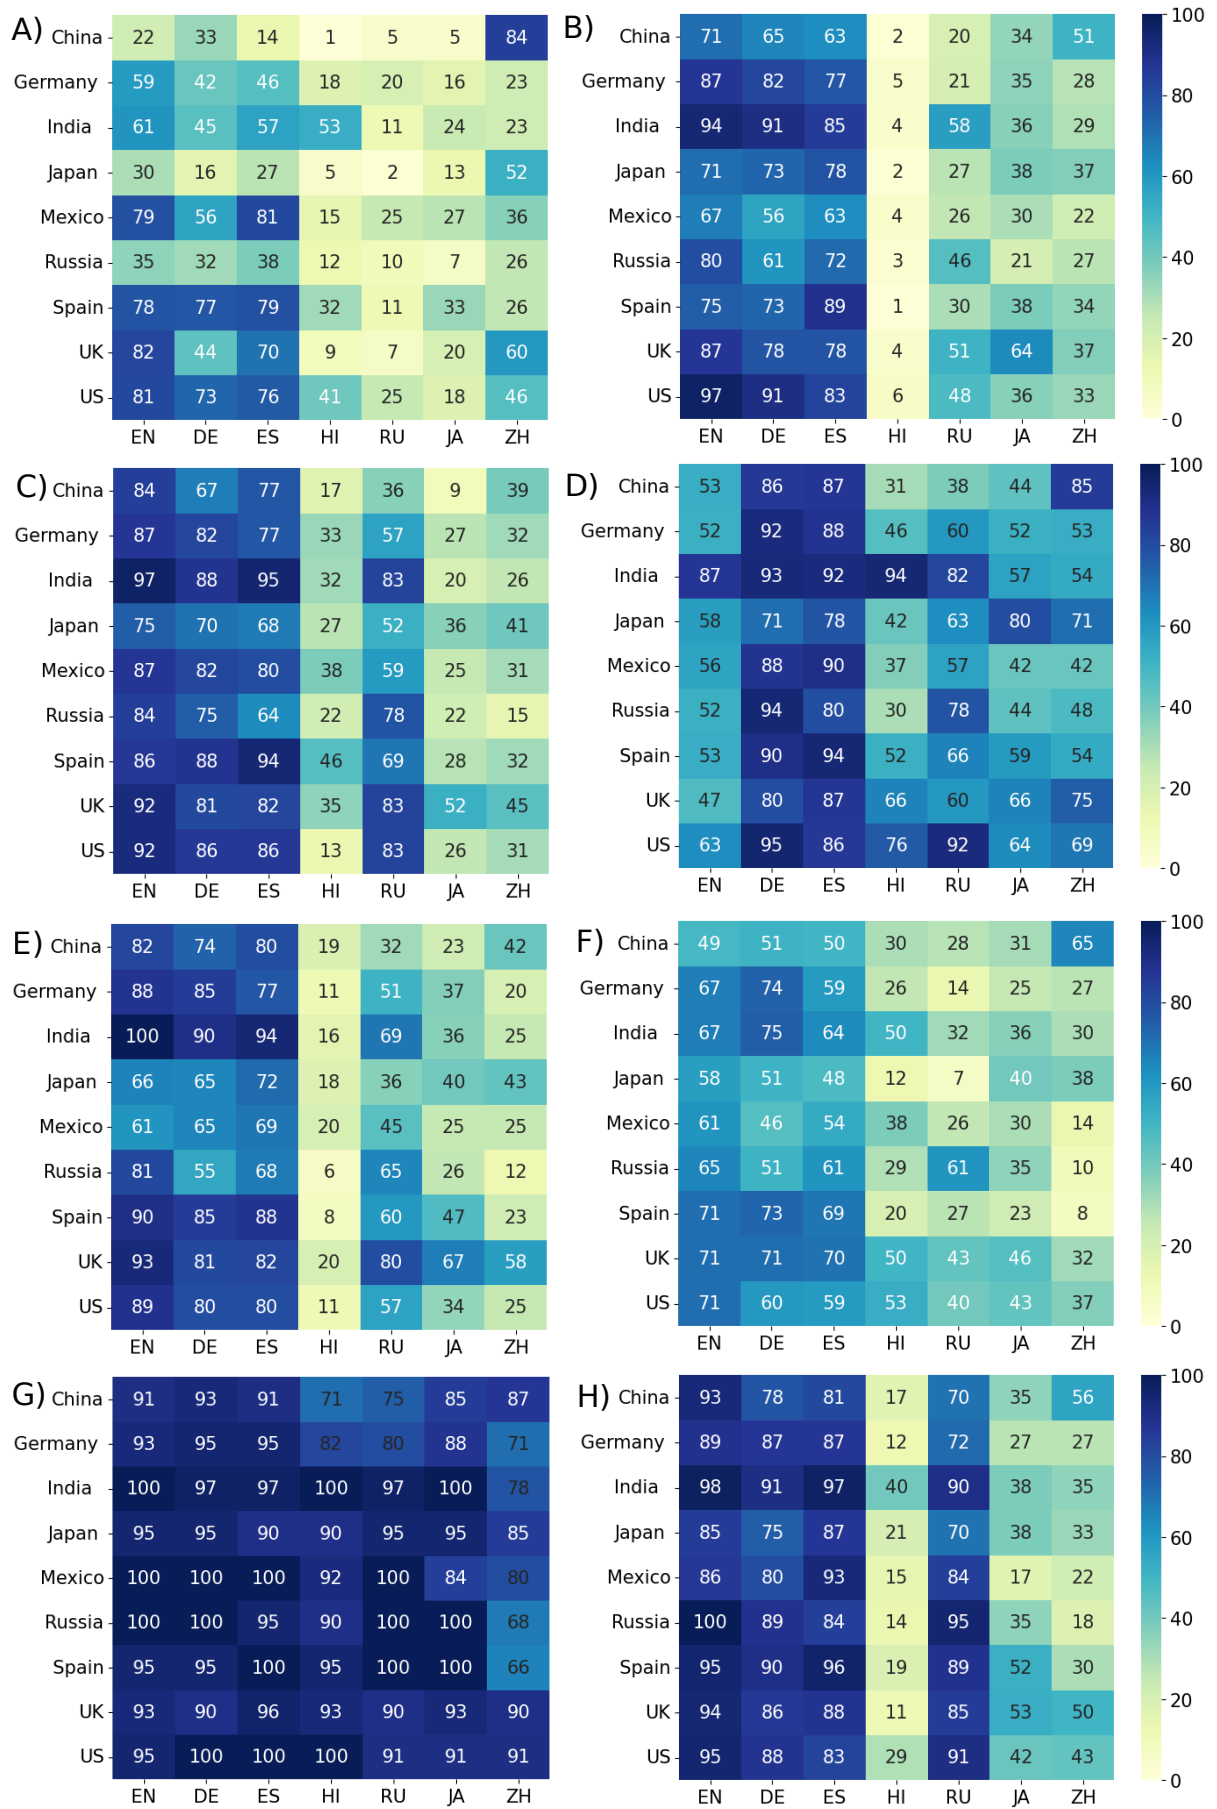 A) China 22 33 14 1 5 5 84
Germany 59 42 46 18 20 16 23
India 61 45 57 53 11 24 23
Japan 30 16 27 5 2 13 52
Mexico 79 56 81 15 25 27 36
Russia 35 32 38 12 10 7 26
Spain 78 77 79 32 11 33 26
UK 82 44 70 9 7 20 60
US 81 73 76 41 25 18 46
EN DE ES HI RU JA ZH
B) China 71 65 63 2 20 34 51
Germany 87 82 77 5 21 35 28
India 94 91 85 4 58 36 29
Japan 71 73 78 2 27 38 37
Mexico 67 56 63 4 26 30 22
Russia 80 61 72 3 46 21 27
Spain 75 73 89 1 30 38 34
UK 87 78 78 4 51 64 37
US 97 91 83 6 48 36 33
EN DE ES HI RU JA ZH
100
80
60
40
20
0
C) China 84 67 77 17 36 9 39
Germany 87 82 77 33 57 27 32
India 97 88 95 32 83 20 26
Japan 75 70 68 27 52 36 41
Mexico 87 82 80 38 59 25 31
Russia 84 75 64 22 78 22 15
Spain 86 88 94 46 69 28 32
UK 92 81 82 35 83 52 45
US 92 86 86 13 83 26 31
EN DE ES HI RU JA ZH
D) China 53 86 87 31 38 44 85
Germany 52 92 88 46 60 52 53
India 87 93 92 94 82 57 54
Japan 58 71 78 42 63 80 71
Mexico 56 88 90 37 57 42 42
Russia 52 94 80 30 78 44 48
Spain 53 90 94 52 66 59 54
UK 47 80 87 66 60 66 75
US 63 95 86 76 92 64 69
EN DE ES HI RU JA ZH
100
80
60
40
20
0
E) China 82 74 80 19 32 23 42
Germany 88 85 77 11 51 37 20
India 100 90 94 16 69 36 25
Japan 66 65 72 18 36 40 43
Mexico 61 65 69 20 45 25 25
Russia 81 55 68 6 65 26 12
Spain 90 85 88 8 60 47 23
UK 93 81 82 20 80 67 58
US 89 80 80 11 57 34 25
EN DE ES HI RU JA ZH
F) China 49 51 50 30 28 31 65
Germany 67 74 59 26 14 25 27
India 67 75 64 50 32 36 30
Japan 58 51 48 12 7 40 38
Mexico 61 46 54 38 26 30 14
Russia 65 51 61 29 61 35 10
Spain 71 73 69 20 27 23 8
UK 71 71 70 50 43 46 32
US 71 60 59 53 40 43 37
EN DE ES HI RU JA ZH
100
80
60
40
20
0
G) China 91 93 91 71 75 85 87
Germany 93 95 95 82 80 88 71
India 100 97 97 100 97 100 78
Japan 95 95 90 90 95 95 85
Mexico 100 100 100 92 100 84 80
Russia 100 100 95 90 100 100 68
Spain 95 95 100 95 100 100 66
UK 93 90 96 93 90 93 90
US 95 100 100 100 91 91 91
EN DE ES HI RU JA ZH
H) China 93 78 81 17 70 35 56
Germany 89 87 87 12 72 27 27
India 98 91 97 40 90 38 35
Japan 85 75 87 21 70 38 33
Mexico 86 80 93 15 84 17 22
Russia 100 89 84 14 95 35 18
Spain 95 90 96 19 89 52 30
UK 94 86 88 11 85 53 50
US 95 88 83 29 91 42 43
EN DE ES HI RU JA ZH
100
80
60
40
20
0